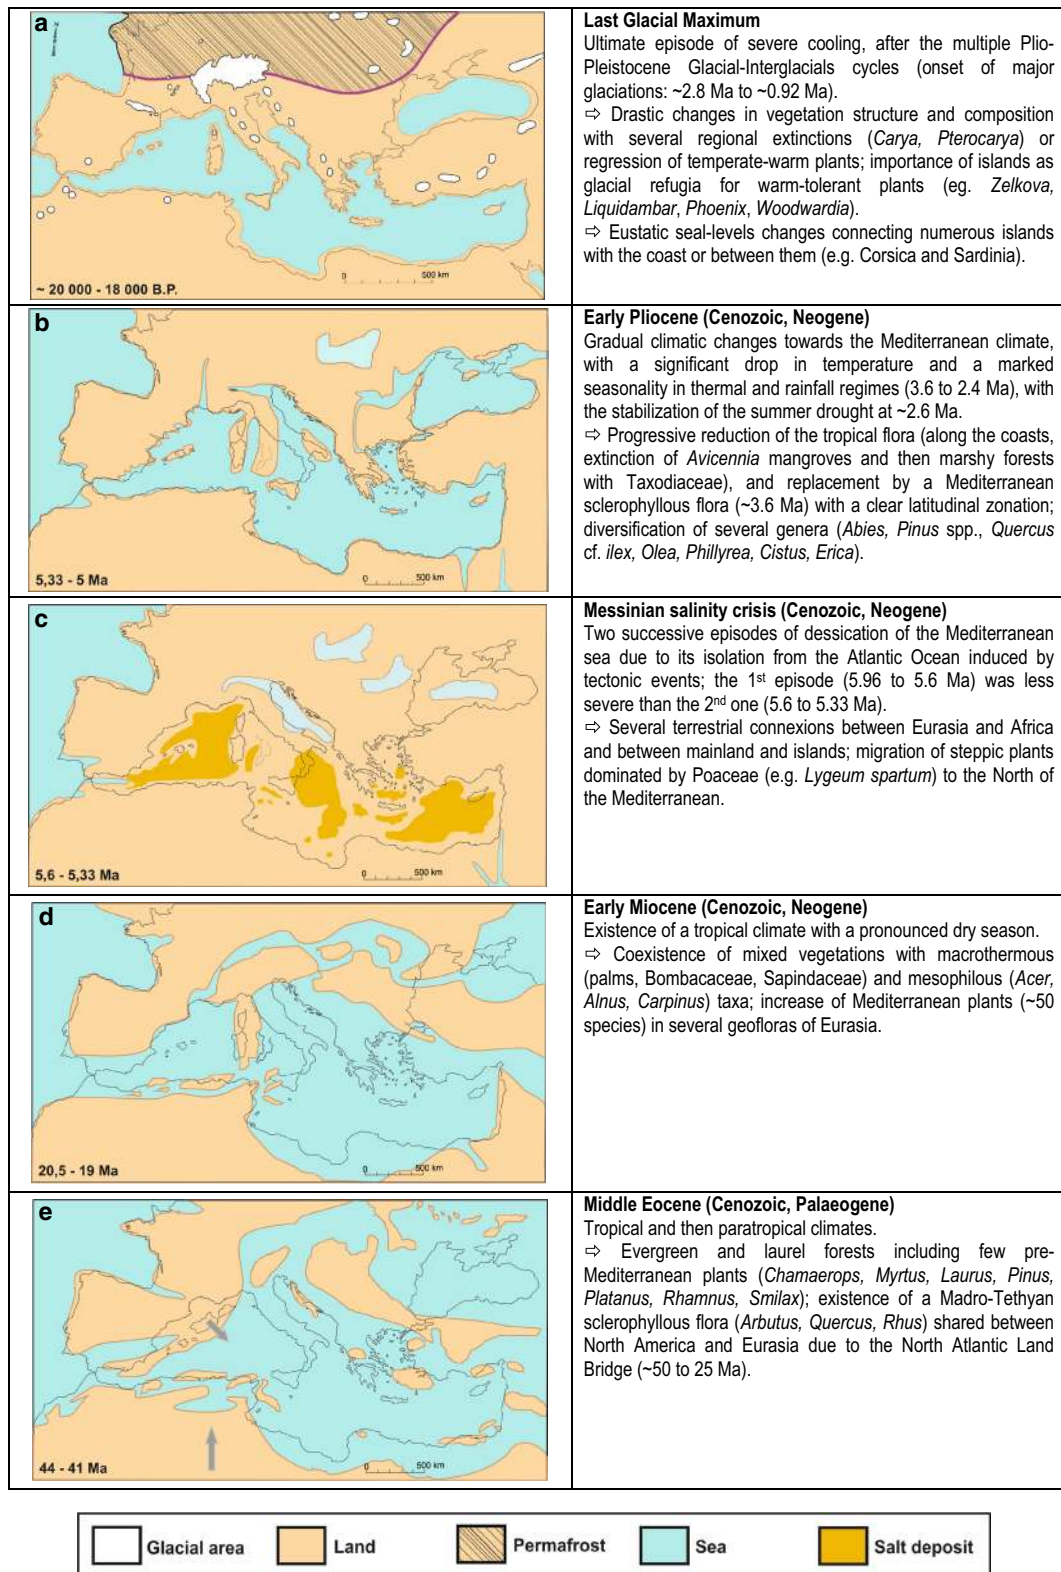 a
500 km
0
~ 20 000 - 18 000 B.P.
Last Glacial Maximum
Ultimate episode of severe cooling, after the multiple Plio-
Pleistocene Glacial-Interglacials cycles (onset of major
glaciations: ~2.8 Ma to ~0.92 Ma).
⇨ Drastic changes in vegetation structure and composition
with several regional extinctions (Carya, Pterocarya) or
regression of temperate-warm plants; importance of islands as
glacial refugia for warm-tolerant plants (eg. Zelkova,
Liquidambar, Phoenix, Woodwardia).
⇨ Eustatic seal-levels changes connecting numerous islands
with the coast or between them (e.g. Corsica and Sardinia).
b
0 500 km
5,33 - 5 Ma
Early Pliocene (Cenozoic, Neogene)
Gradual climatic changes towards the Mediterranean climate,
with a significant drop in temperature and a marked
seasonality in thermal and rainfall regimes (3.6 to 2.4 Ma), with
the stabilization of the summer drought at ~2.6 Ma.
⇨ Progressive reduction of the tropical flora (along the coasts,
extinction of Avicennia mangroves and then marshy forests
with Taxodiaceae), and replacement by a Mediterranean
sclerophyllous flora (~3.6 Ma) with a clear latitudinal zonation;
diversification of several genera (Abies, Pinus spp., Quercus
cf. ilex, Olea, Phillyrea, Cistus, Erica).
c
0 500 km
5,6 - 5,33 Ma
Messinian salinity crisis (Cenozoic, Neogene)
Two successive episodes of dessication of the Mediterranean
sea due to its isolation from the Atlantic Ocean induced by
tectonic events; the 1st episode (5.96 to 5.6 Ma) was less
severe than the 2nd one (5.6 to 5.33 Ma).
⇨ Several terrestrial connexions between Eurasia and Africa
and between mainland and islands; migration of steppic plants
dominated by Poaceae (e.g. Lygeum spartum) to the North of
the Mediterranean.
d
0 500 km
20,5 - 19 Ma
Early Miocene (Cenozoic, Neogene)
Existence of a tropical climate with a pronounced dry season.
⇨ Coexistence of mixed vegetations with macrothermous
(palms, Bombacaceae, Sapindaceae) and mesophilous (Acer,
Alnus, Carpinus) taxa; increase of Mediterranean plants (~50
species) in several geofloras of Eurasia.
e
0 500 km
44 - 41 Ma
Middle Eocene (Cenozoic, Palaeogene)
Tropical and then paratropical climates.
⇨ Evergreen and laurel forests including few pre-
Mediterranean plants (Chamaerops, Myrtus, Laurus, Pinus,
Platanus, Rhamnus, Smilax); existence of a Madro-Tethyan
sclerophyllous flora (Arbutus, Quercus, Rhus) shared between
North America and Eurasia due to the North Atlantic Land
Bridge (~50 to 25 Ma).
Glacial area Land Permafrost Sea Salt deposit